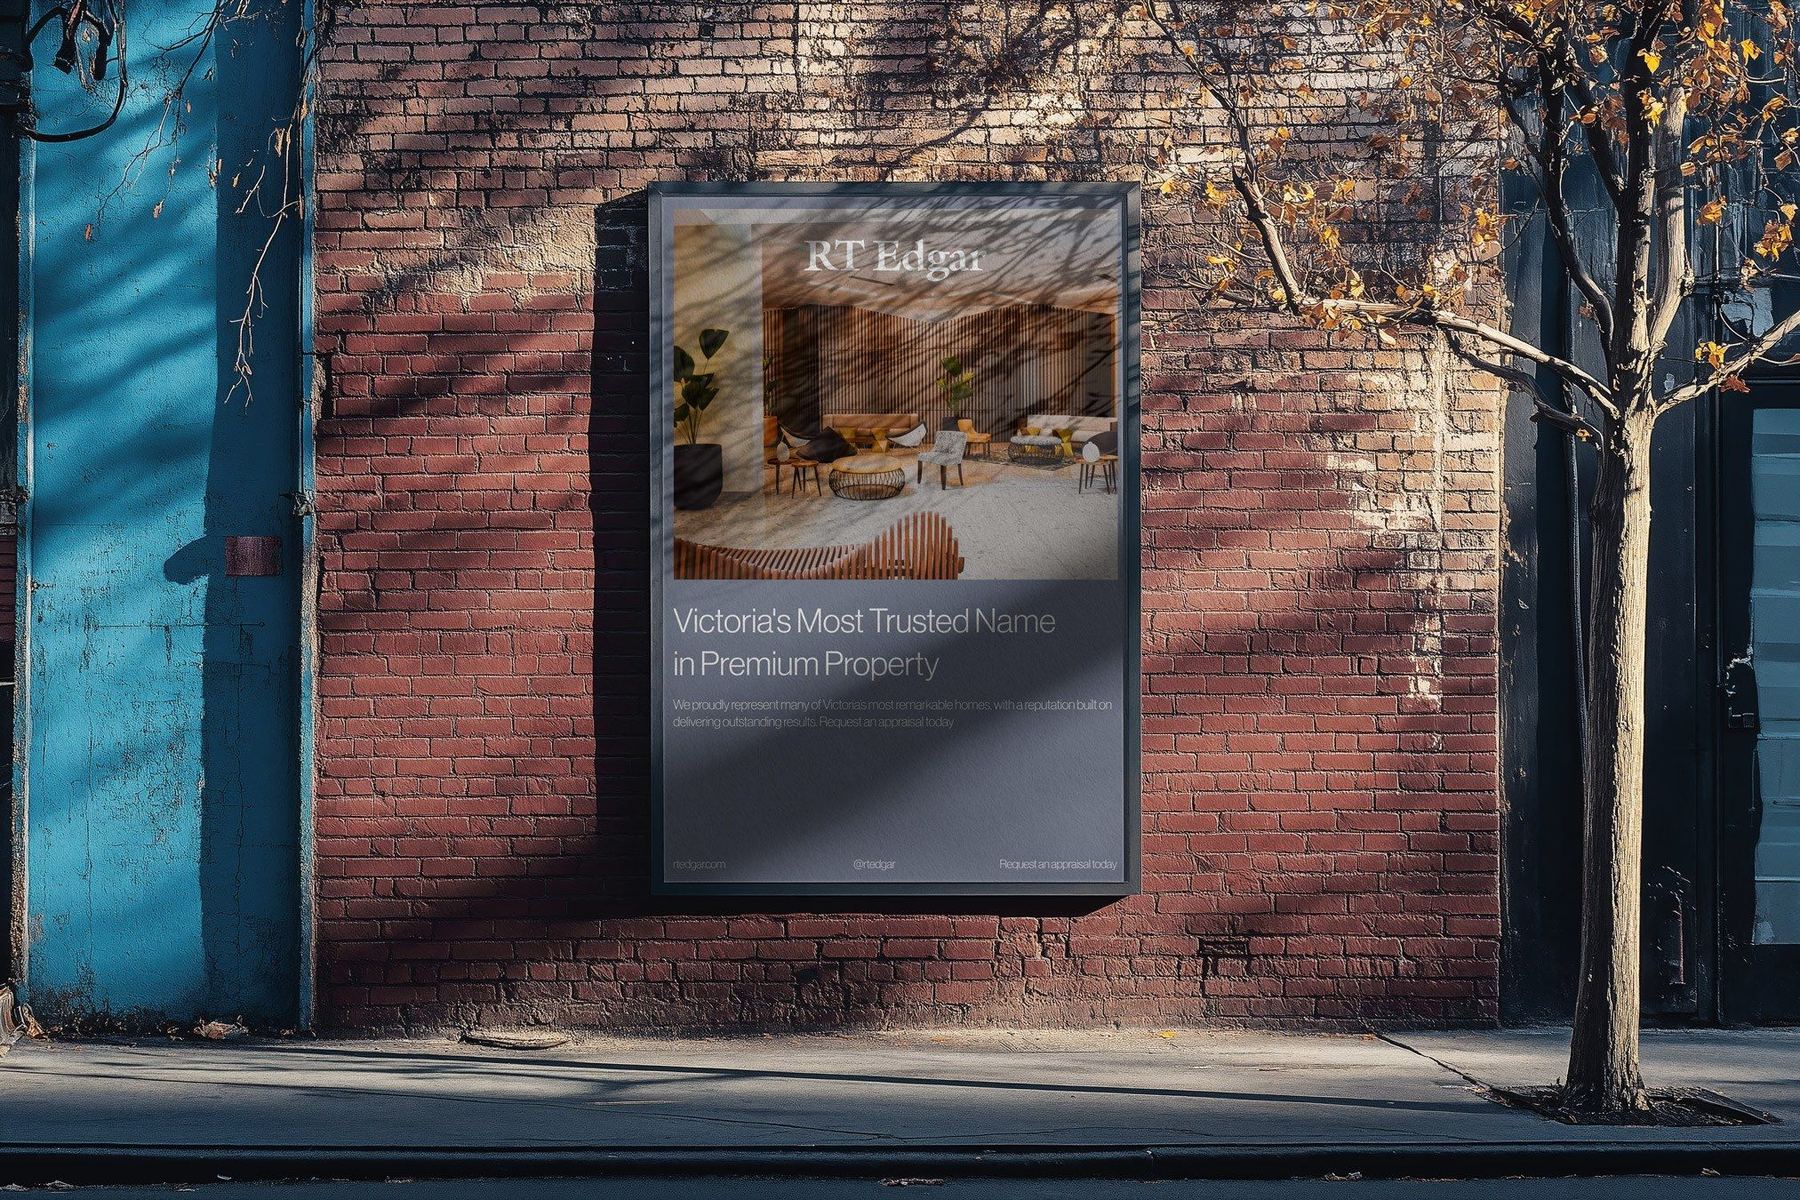 RT Edgar
Victoria's Most Trusted Name
in Premium Property
We proudly represent many of Victoria's most remarkable homes, with a reputation built on
delivering outstanding results. Request an appraisal today
rtedgar.com
@rtedgar
Request an appraisal today